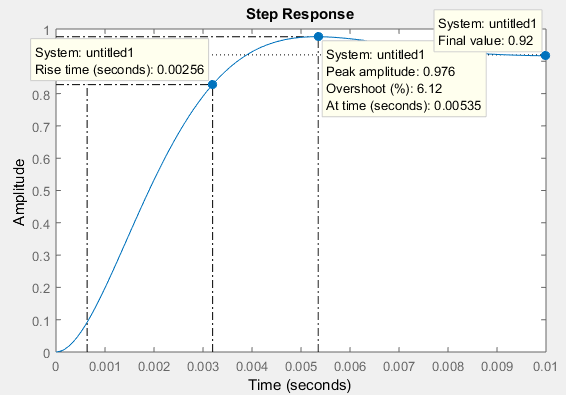 Step Response
System: untitled1
Final value: 0.92
System: untitled1
Rise time (seconds): 0.00256
System: untitled1
Peak amplitude: 0.976
Overshoot (%): 6.12
At time (seconds): 0.00535
Amplitude
1
0.9
0.8
0.7
0.6
0.5
0.4
0.3
0.2
0.1
0
0 0.001 0.002 0.003 0.004 0.005 0.006 0.007 0.008 0.009 0.01
Time (seconds)